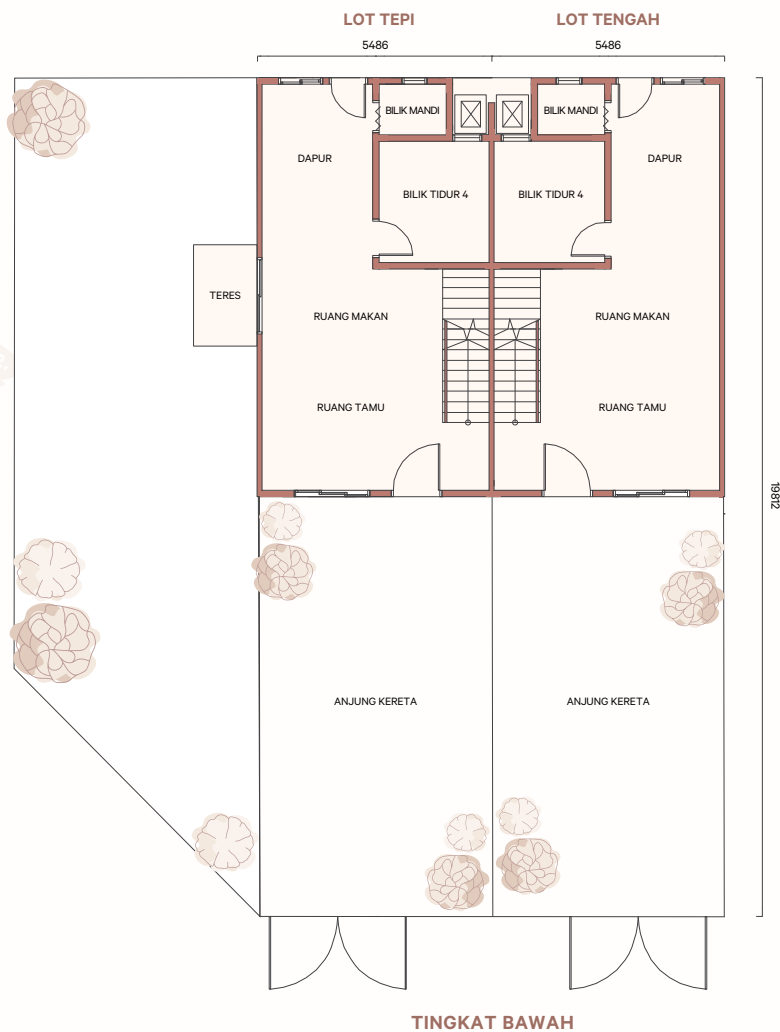 LOT TEPI
LOT TENGAH
5486
5486
BILIK MANDI
BILIK MANDI
DAPUR
DAPUR
BILIK TIDUR 4
BILIK TIDUR 4
TERES
RUANG MAKAN
RUANG MAKAN
RUANG TAMU
RUANG TAMU
19812
ANJUNG KERETA
ANJUNG KERETA
TINGKAT BAWAH